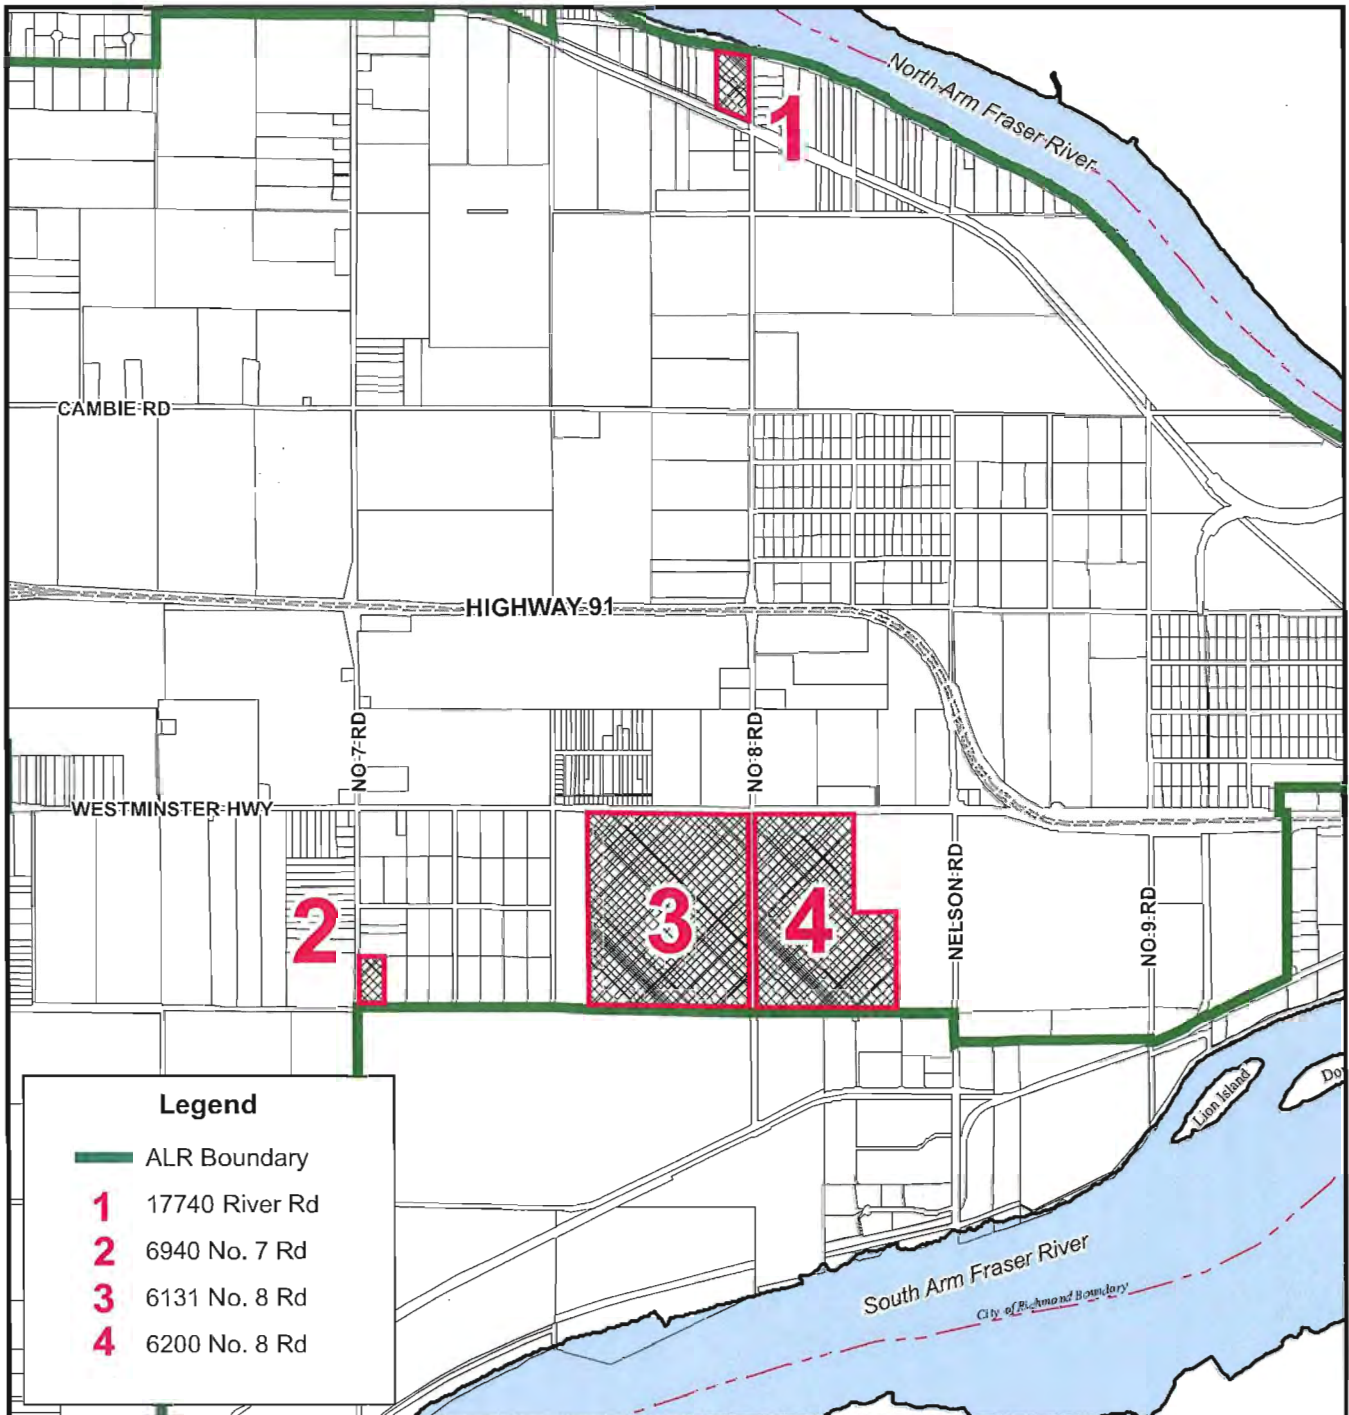 North Arm Fraser River
1
CAMBIE RD
HIGHWAY 91
NO 7 RD
NO 8 RD
WESTMINSTER HWY
2
3
4
NELSON RD
NO 9 RD
Lion Island
Legend
ALR Boundary
1 17740 River Rd
2 6940 No. 7 Rd
3 6131 No. 8 Rd
4 6200 No. 8 Rd
South Arm Fraser River
City of Richmond Boundary